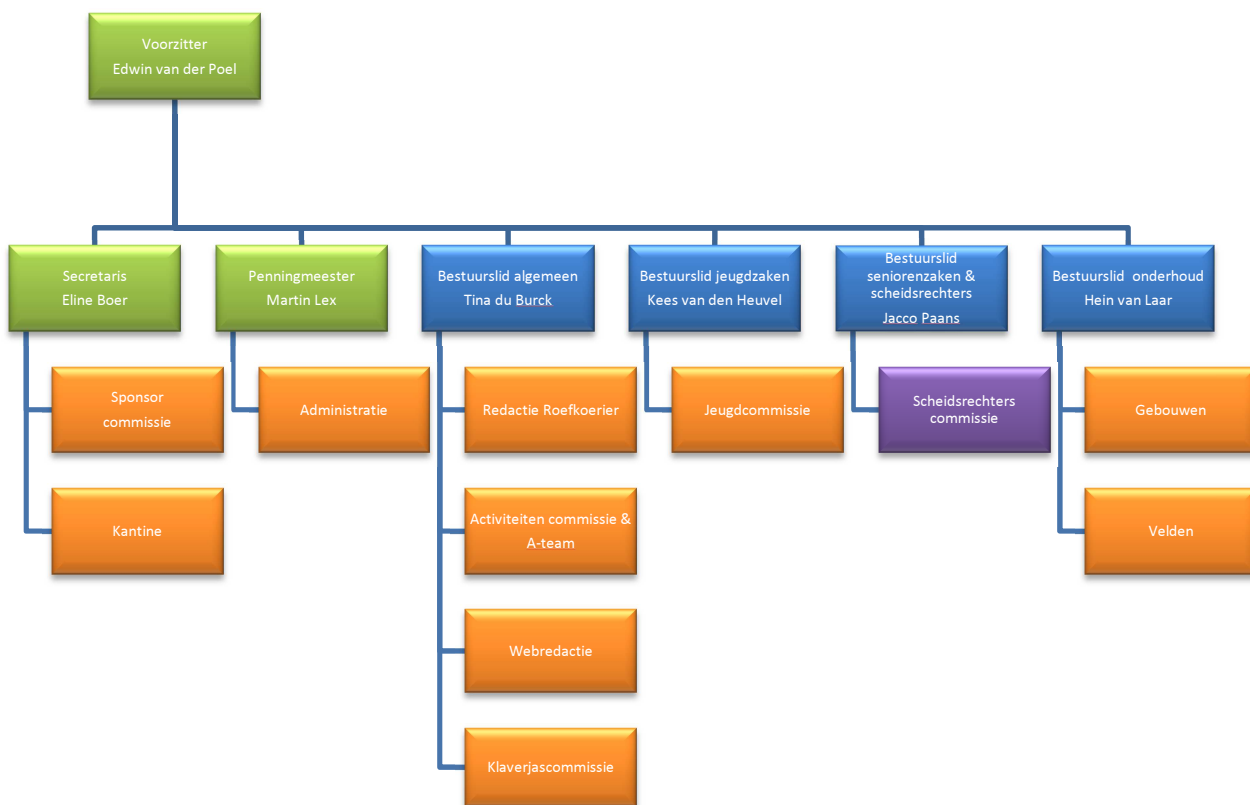 Voorzitter
Edwin van der Poel
Secretaris
Eline Boer
Penningmeester
Martin Lex
Bestuurslid algemeen
Tina du Burck
Bestuurslid jeugdzaken
Kees van den Heuvel
Bestuurslid
seniorenzaken &
scheidsrechters
Jacco Paans
Bestuurslid onderhoud
Hein van Laar
Sponsor
commissie
Administratie
Redactie Roefkoerier
Jeugdcommissie
Scheidsrechters
commissie
Gebouwen
Kantine
Activiteiten commissie &
A-team
Velden
Webredactie
Klaverjascommissie